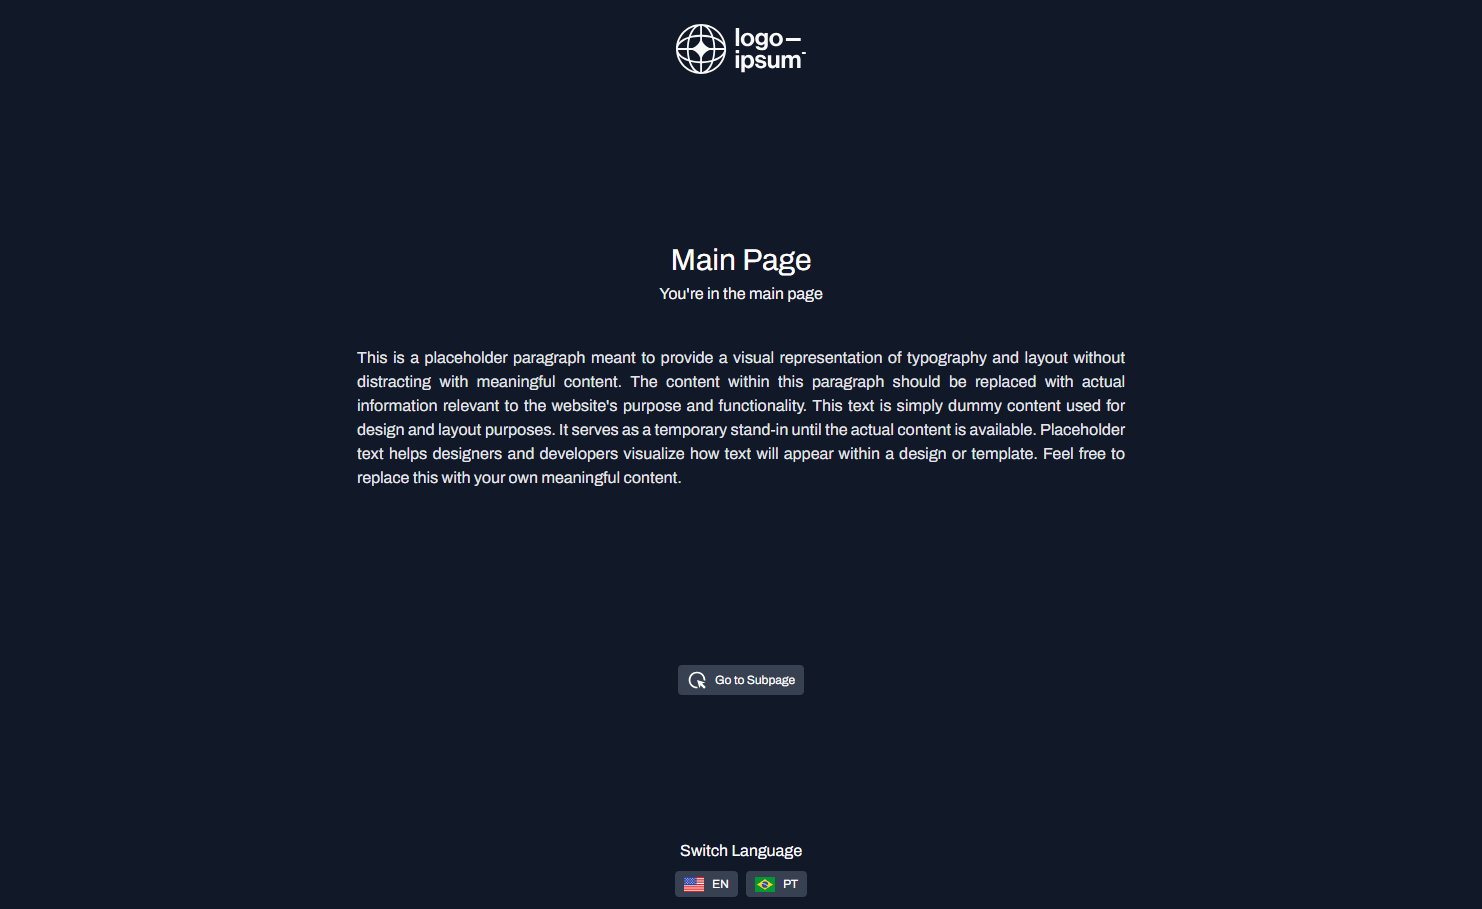 logo—
ipsum
Main Page
You're in the main page
This is a placeholder paragraph meant to provide a visual representation of typography and layout without
distracting with meaningful content. The content within this paragraph should be replaced with actual
information relevant to the website's purpose and functionality. This text is simply dummy content used for
design and layout purposes. It serves as a temporary stand-in until the actual content is available. Placeholder
text helps designers and developers visualize how text will appear within a design or template. Feel free to
replace this with your own meaningful content.
Go to Subpage
Switch Language
EN PT